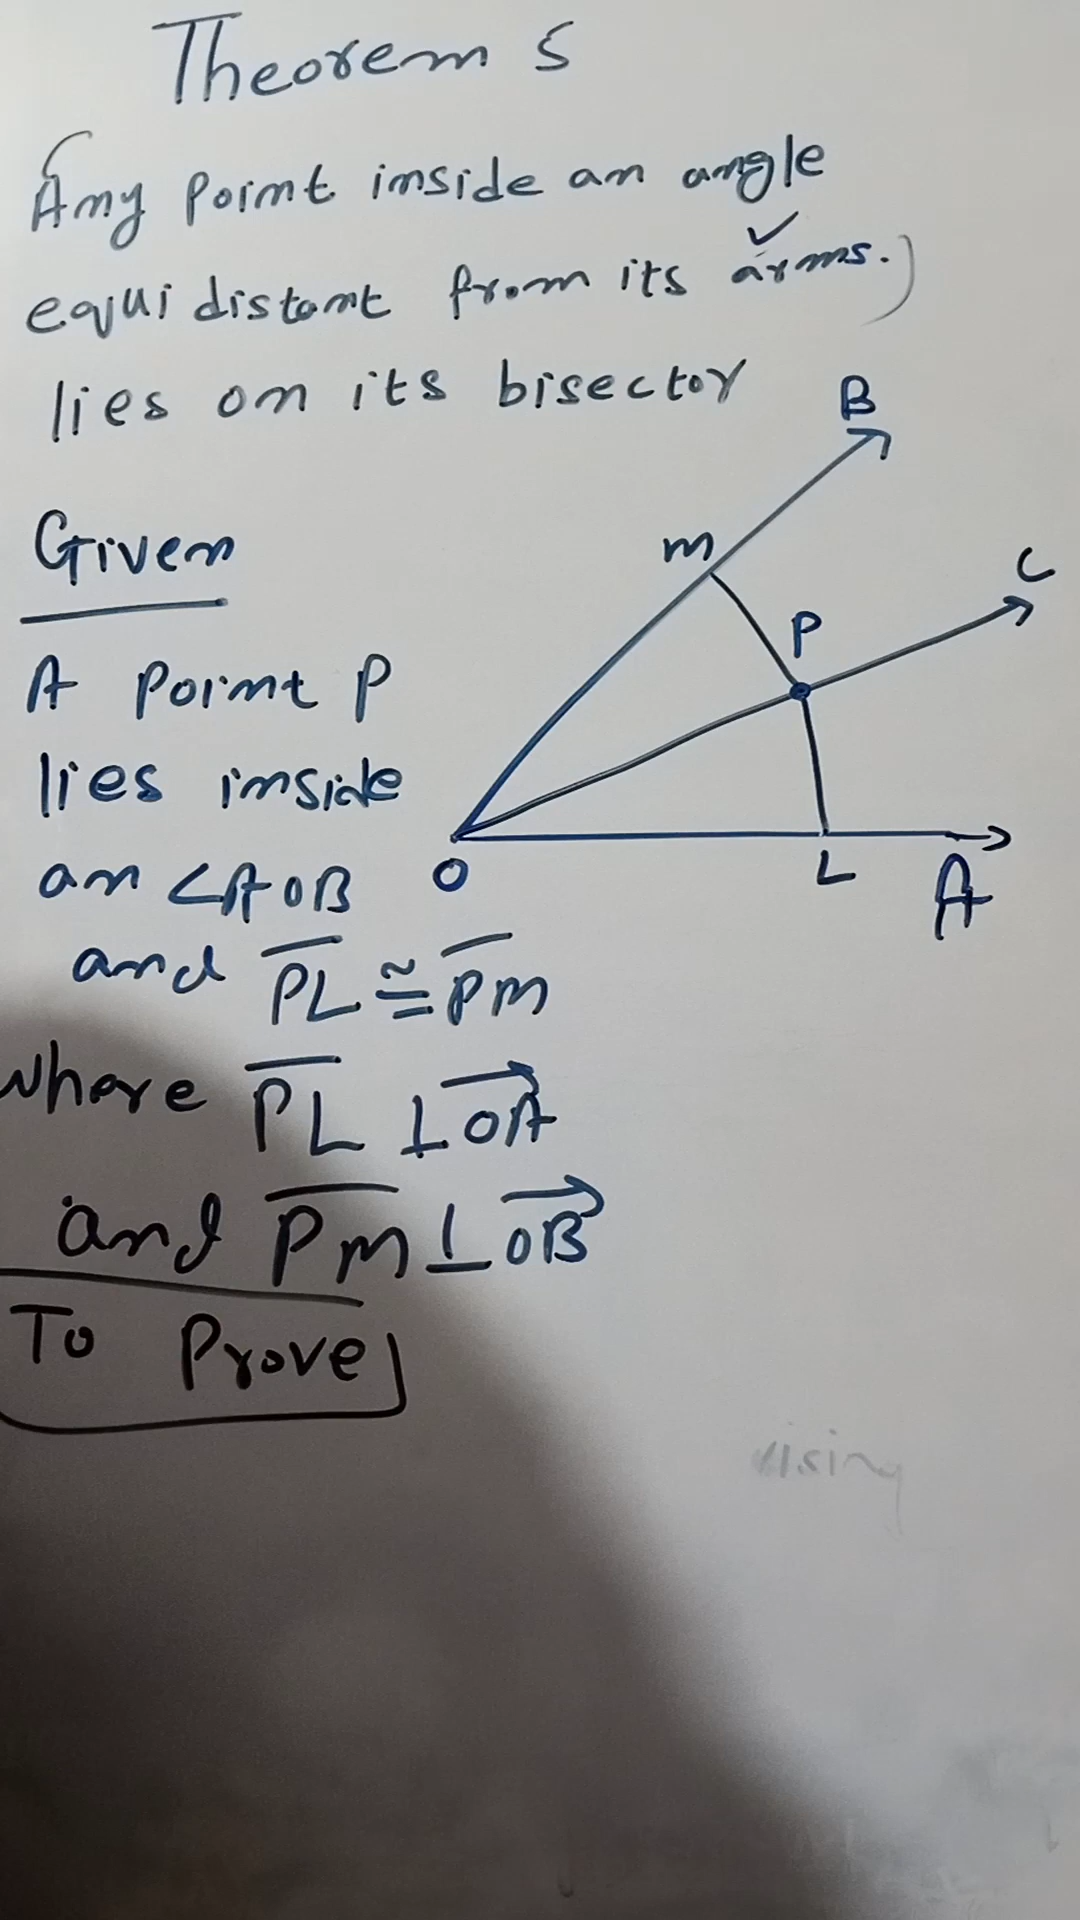 Theorem 5
Any point inside an angle
equidistant from its arms.)
lies on its bisector
B
Given
M
C
P
A point P
lies inside
an ∠AOB
O
L
A
and PL ≅ PM
where PL ⊥ OA
and PM ⊥ OB
To Prove